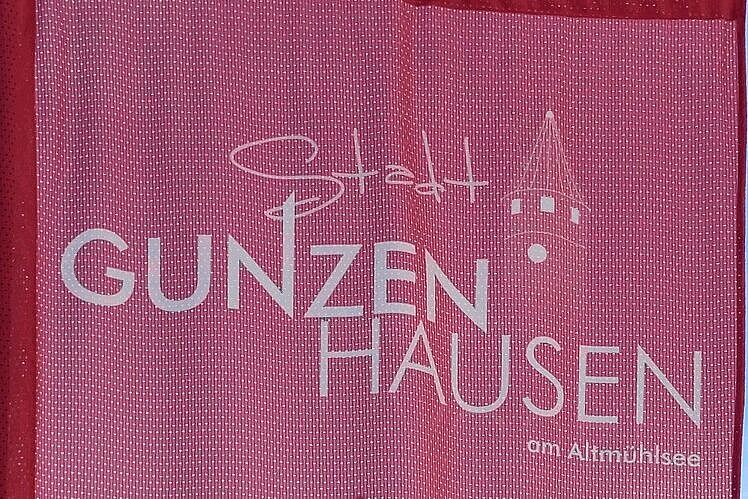 Stadt
GUNZEN
HAUSEN
am Altmühlsee